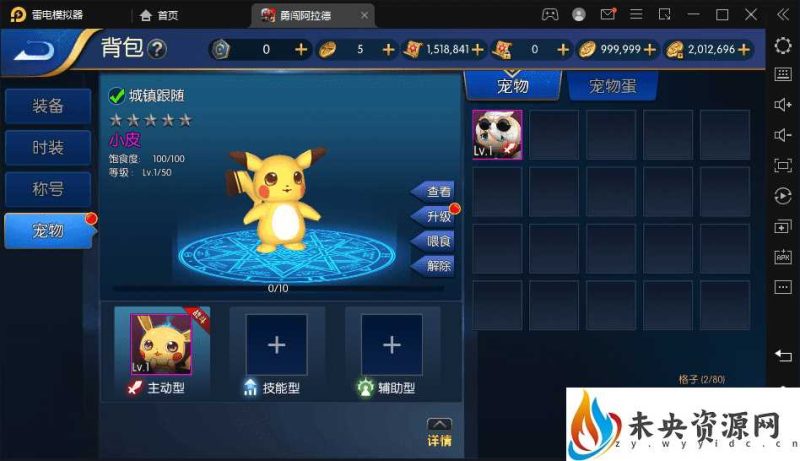 雷电模拟器
首页
勇闯阿拉德
背包
?
0
5
1,518,841
0
999,999
2,012,696
装备
时装
称号
宠物
城镇跟随
小皮
饱食度: 100/100
等级: Lv.1/50
查看
升级
喂食
解除
0/10
战斗
Lv.1
主动型
技能型
辅助型
详情
宠物
宠物蛋
Lv.1
格子(2/80)
APK
未央资源网
zy.wyyidc.cn